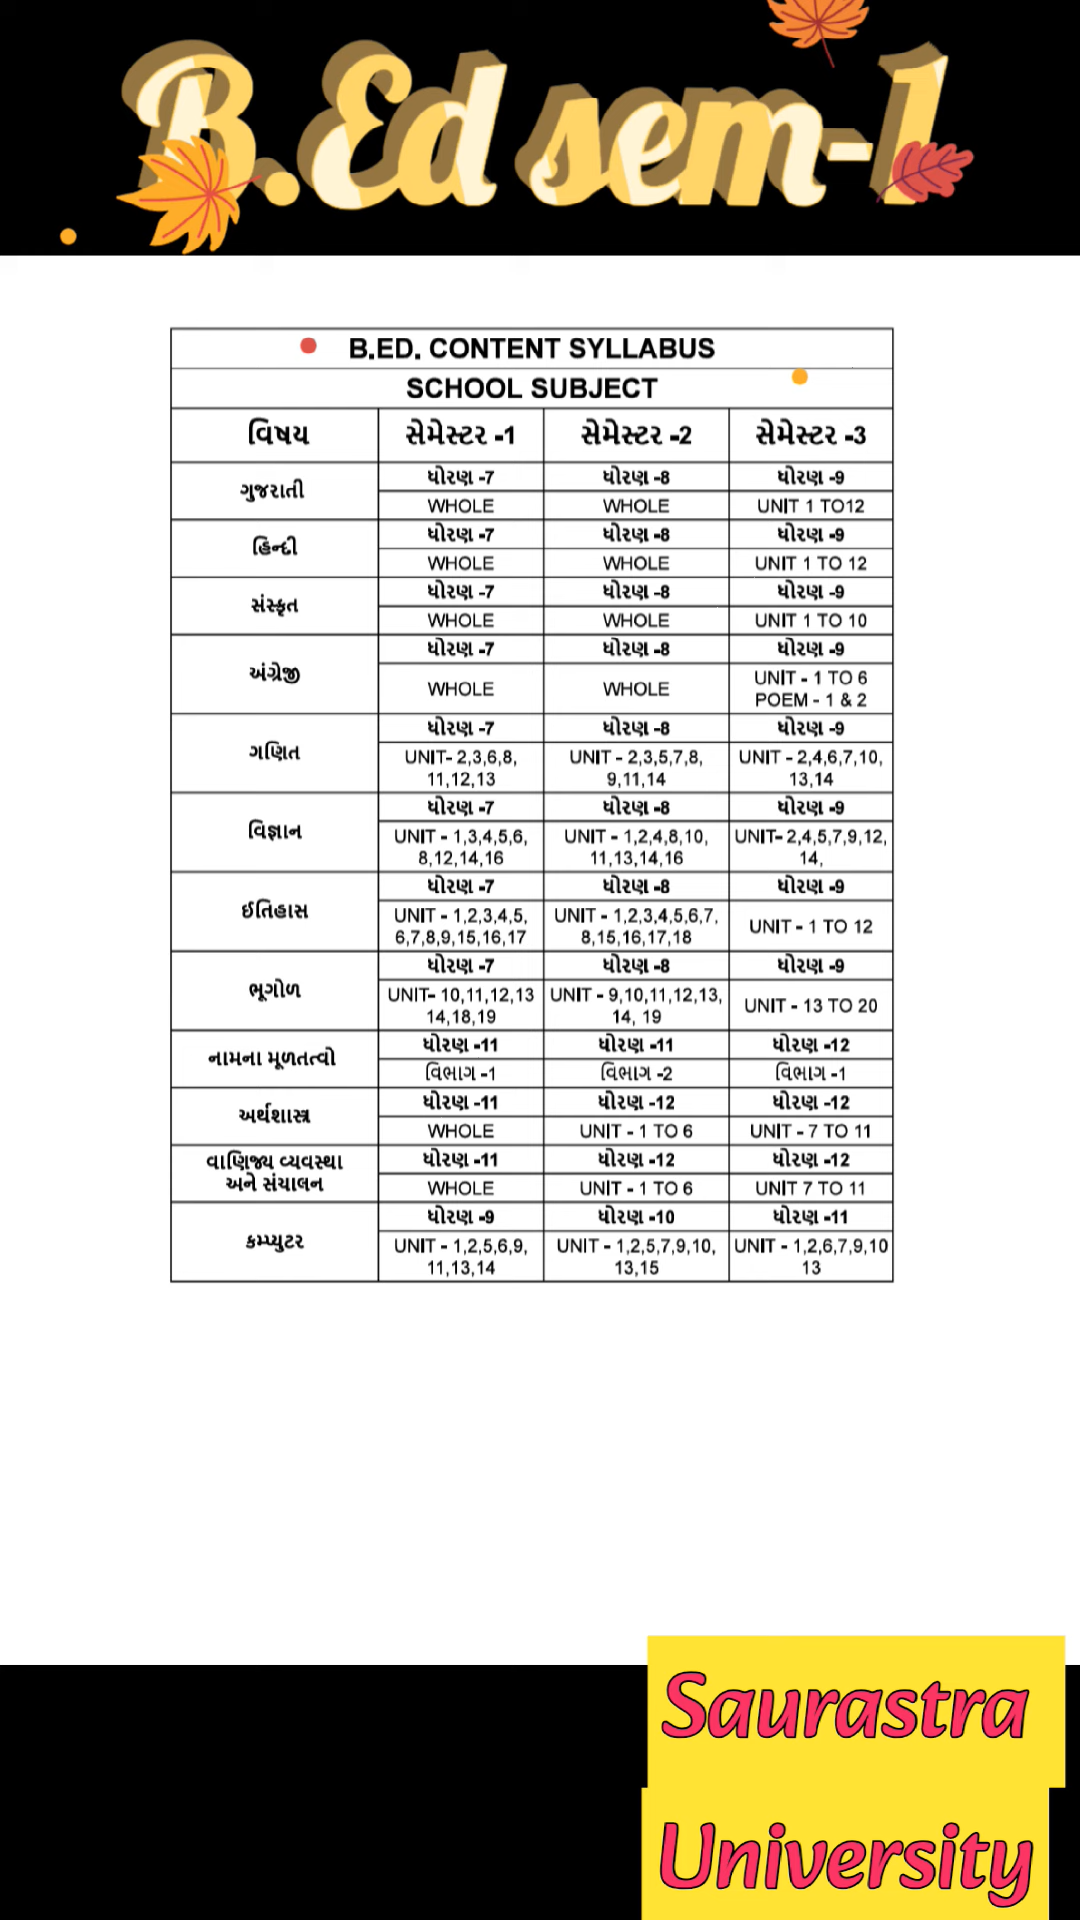 B.Ed sem-1
B.ED. CONTENT SYLLABUS
SCHOOL SUBJECT
વિષય સેમેસ્ટર -1 સેમેસ્ટર -2 સેમેસ્ટર -3
ગુજરાતી
ધોરણ -7 ધોરણ -8 ધોરણ -9
WHOLE WHOLE UNIT 1 TO12
હિન્દી
ધોરણ -7 ધોરણ -8 ધોરણ -9
WHOLE WHOLE UNIT 1 TO 12
સંસ્કૃત
ધોરણ -7 ધોરણ -8 ધોરણ -9
WHOLE WHOLE UNIT 1 TO 10
અંગ્રેજી
ધોરણ -7 ધોરણ -8 ધોરણ -9
WHOLE WHOLE UNIT - 1 TO 6
POEM - 1 & 2
ગણિત
ધોરણ -7 ધોરણ -8 ધોરણ -9
UNIT- 2,3,6,8, UNIT - 2,3,5,7,8, UNIT - 2,4,6,7,10,
11,12,13 9,11,14 13,14
વિજ્ઞાન
ધોરણ -7 ધોરણ -8 ધોરણ -9
UNIT - 1,3,4,5,6, UNIT - 1,2,4,8,10, UNIT- 2,4,5,7,9,12,
8,12,14,16 11,13,14,16 14,
ઈતિહાસ
ધોરણ -7 ધોરણ -8 ધોરણ -9
UNIT - 1,2,3,4,5, UNIT - 1,2,3,4,5,6,7, UNIT - 1 TO 12
6,7,8,9,15,16,17 8,15,16,17,18
ભૂગોળ
ધોરણ -7 ધોરણ -8 ધોરણ -9
UNIT- 10,11,12,13 UNIT - 9,10,11,12,13, UNIT - 13 TO 20
14,18,19 14, 19
નામના મૂળતત્વો
ધોરણ -11 ધોરણ -11 ધોરણ -12
વિભાગ -1 વિભાગ -2 વિભાગ -1
અર્થશાસ્ત્ર
ધોરણ -11 ધોરણ -12 ધોરણ -12
WHOLE UNIT - 1 TO 6 UNIT - 7 TO 11
વાણિજ્ય વ્યવસ્થા
અને સંચાલન
ધોરણ -11 ધોરણ -12 ધોરણ -12
WHOLE UNIT - 1 TO 6 UNIT 7 TO 11
કમ્પ્યુટર
ધોરણ -9 ધોરણ -10 ધોરણ -11
UNIT - 1,2,5,6,9, UNIT - 1,2,5,7,9,10, UNIT - 1,2,6,7,9,10
11,13,14 13,15 13
Saurastra
University